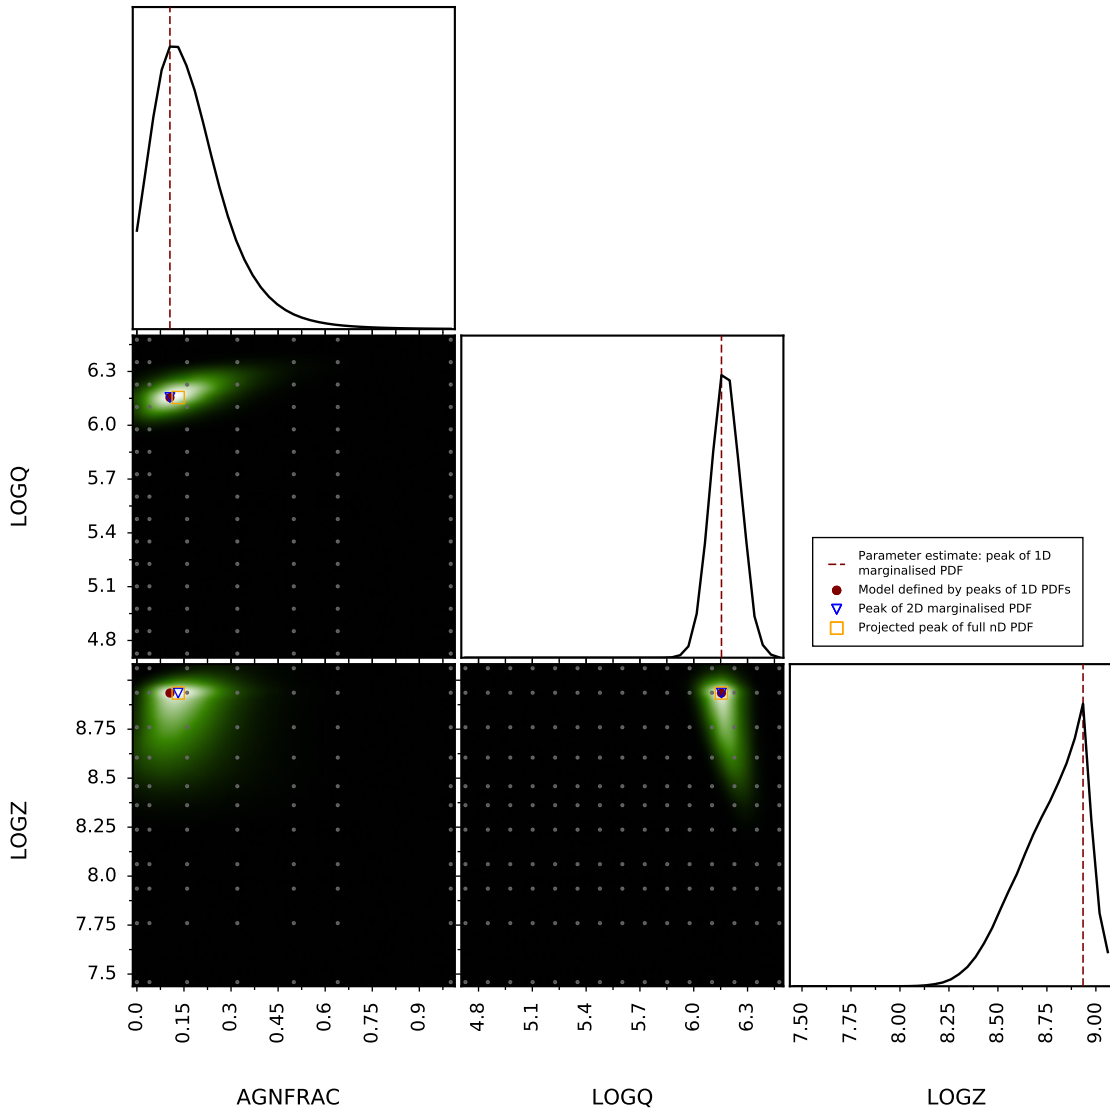 6.3
6.0
5.7
5.4
5.1
4.8
LOGQ
Parameter estimate: peak of 1D
marginalised PDF
Model defined by peaks of 1D PDFs
Peak of 2D marginalised PDF
Projected peak of full nD PDF
8.75
8.5
8.25
8.0
7.75
7.5
LOGZ
0.0 0.15 0.3 0.45 0.6 0.75 0.9
4.8 5.1 5.4 5.7 6.0 6.3
7.50 7.75 8.00 8.25 8.50 8.75 9.00
AGNFRAC LOGQ LOGZ